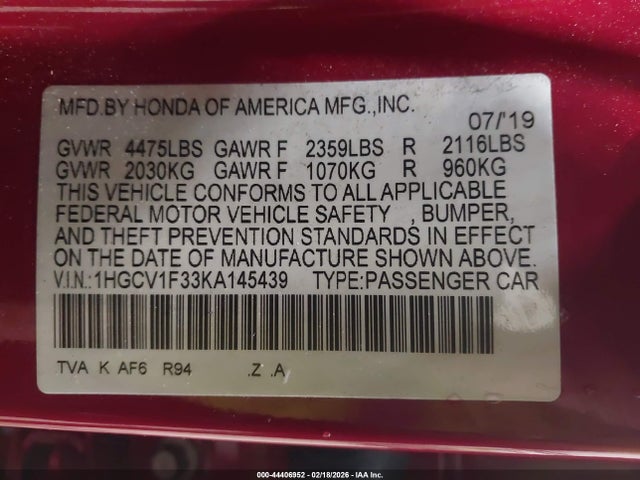 MFD.BY HONDA OF AMERICA MFG.,INC.
07/'19
GVWR 4475LBS GAWR F 2359LBS R 2116LBS
GVWR 2030KG GAWR F 1070KG R 960KG
THIS VEHICLE CONFORMS TO ALL APPLICABLE
FEDERAL MOTOR VEHICLE SAFETY , BUMPER,
AND THEFT PREVENTION STANDARDS IN EFFECT
ON THE DATE OF MANUFACTURE SHOWN ABOVE.
V.I.N.:1HGCV1F33KA145439 TYPE:PASSENGER CAR
TVA K AF6 R94 .Z .A
000-44406952 - 02/18/2026 - IAA Inc.